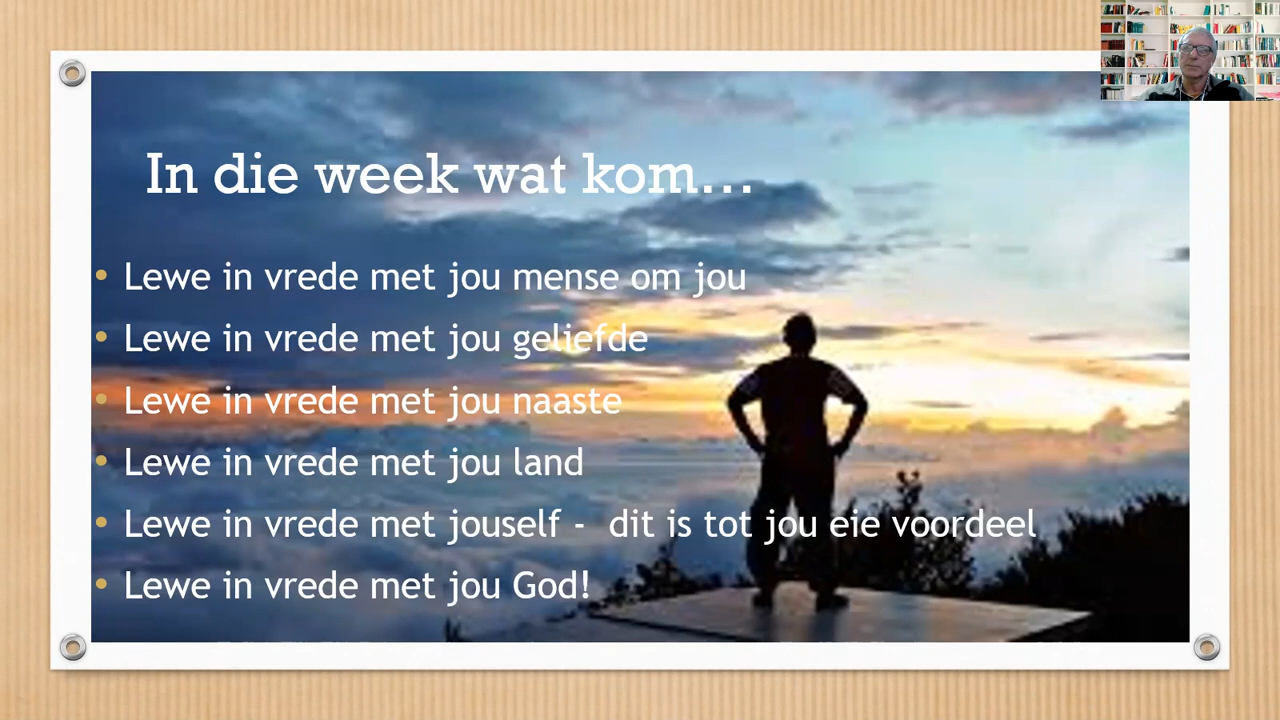 In die week wat kom...
• Lewe in vrede met jou mense om jou
• Lewe in vrede met jou geliefde
• Lewe in vrede met jou naaste
• Lewe in vrede met jou land
• Lewe in vrede met jouself -  dit is tot jou eie voordeel
• Lewe in vrede met jou God!